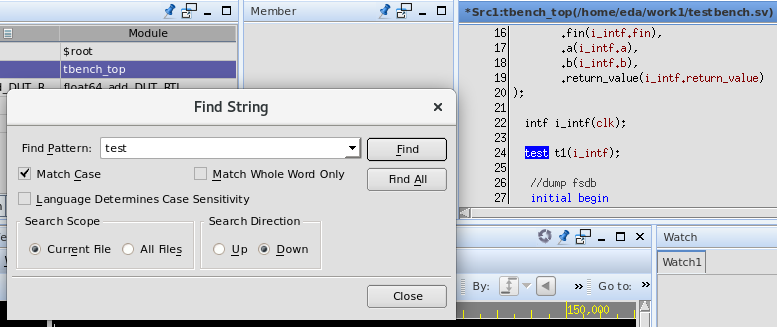 Module
Member
*Src1:tbench_top(/home/eda/work1/testbench.sv)
$root
tbench_top
d_DUT_R
float64_add_DUT_RTL
16 .fin(i_intf.fin),
17 .a(i_intf.a),
18 .b(i_intf.b),
19 .return_value(i_intf.return_value)
20 );
21
22 intf i_intf(clk);
23
24 test t1(i_intf);
25
26 //dump fsdb
27 initial begin
Find String
Find Pattern: test
Find
Match Case
Match Whole Word Only
Find All
Language Determines Case Sensitivity
Search Scope
Search Direction
Current File
All Files
Up
Down
Close
Watch
Watch1
By:
Go to:
150,000